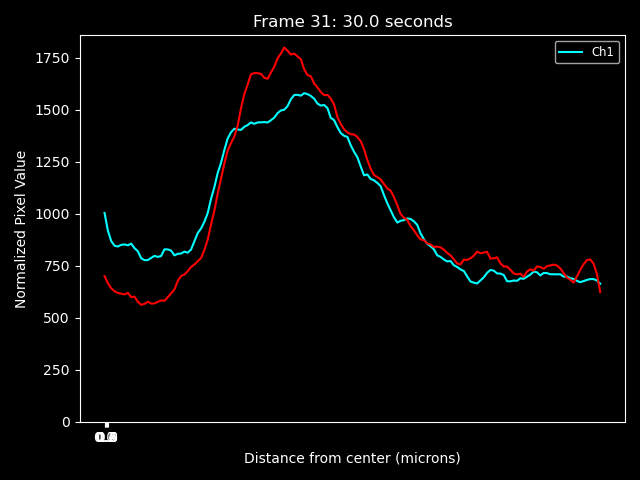 Frame 31: 30.0 seconds
Ch1
Normalized Pixel Value
1750
1500
1250
1000
750
500
250
0
Distance from center (microns)